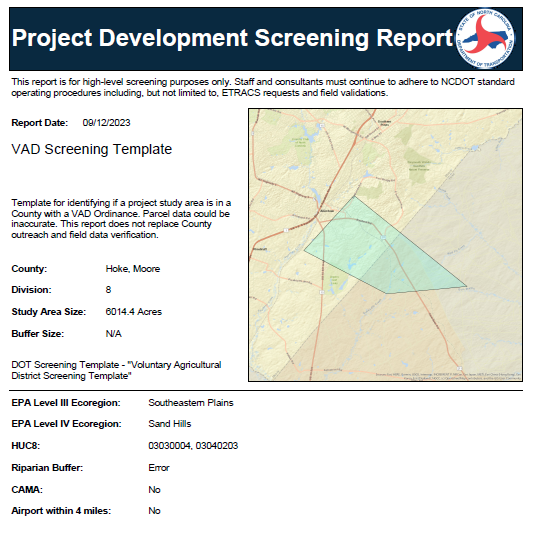 Project Development Screening Report
STATE OF NORTH CAROLINA
DEPARTMENT OF TRANSPORTATION
This report is for high-level screening purposes only. Staff and consultants must continue to adhere to NCDOT standard
operating procedures including, but not limited to, ETRACS requests and field validations.
Report Date: 09/12/2023
VAD Screening Template
Template for identifying if a project study area is in a
County with a VAD Ordinance. Parcel data could be
inaccurate. This report does not replace County
outreach and field data verification.
County: Hoke, Moore
Division: 8
Study Area Size: 6014.4 Acres
Buffer Size: N/A
DOT Screening Template - "Voluntary Agricultural
District Screening Template"
EPA Level III Ecoregion: Southeastern Plains
EPA Level IV Ecoregion: Sand Hills
HUC8: 03030004, 03040203
Riparian Buffer: Error
CAMA: No
Airport within 4 miles: No